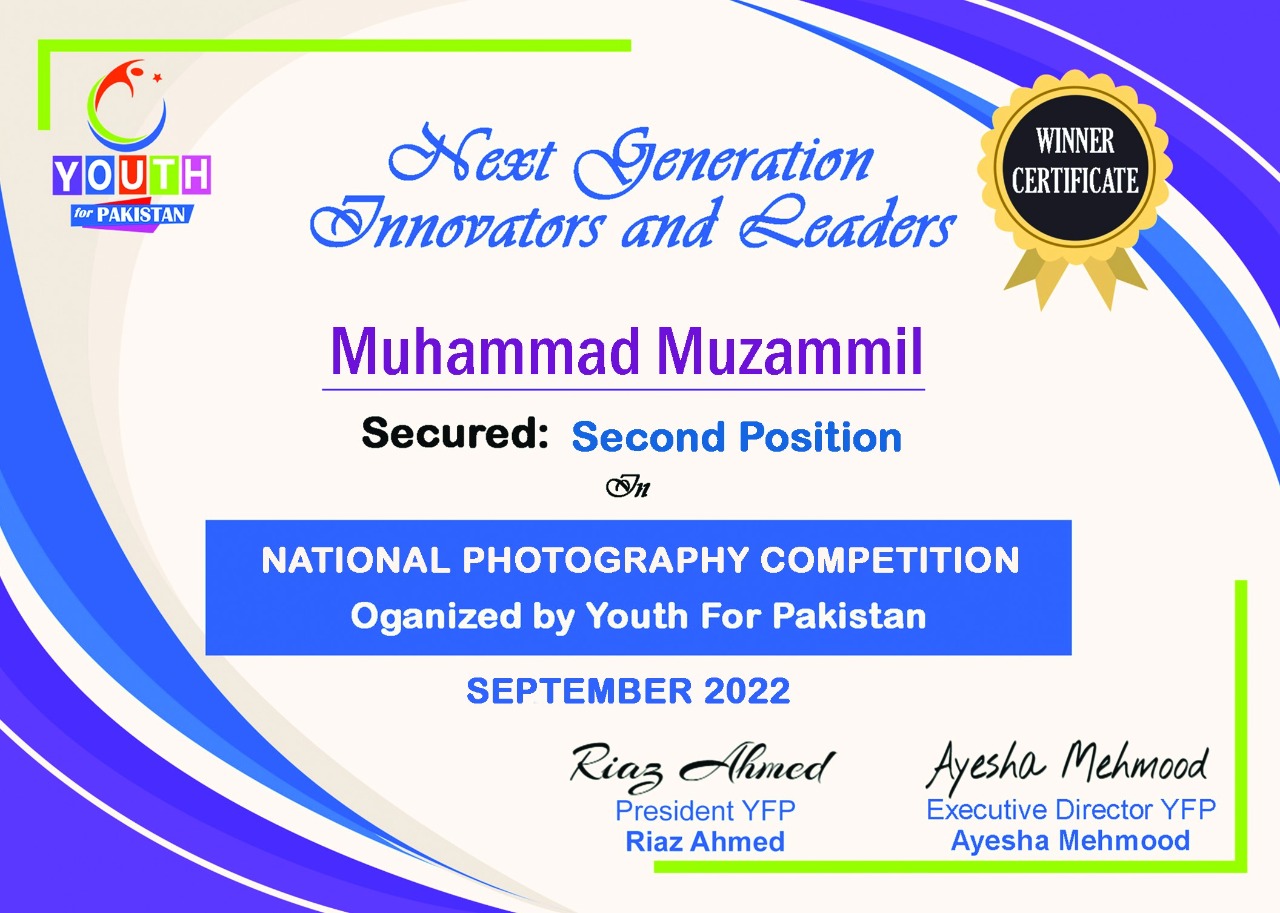 YOUTH
for PAKISTAN
Next Generation
Innovators and Leaders
WINNER
CERTIFICATE
Muhammad Muzammil
Secured: Second Position
In
NATIONAL PHOTOGRAPHY COMPETITION
Oganized by Youth For Pakistan
SEPTEMBER 2022
Riaz Ahmed
President YFP
Riaz Ahmed
Ayesha Mehmood
Executive Director YFP
Ayesha Mehmood